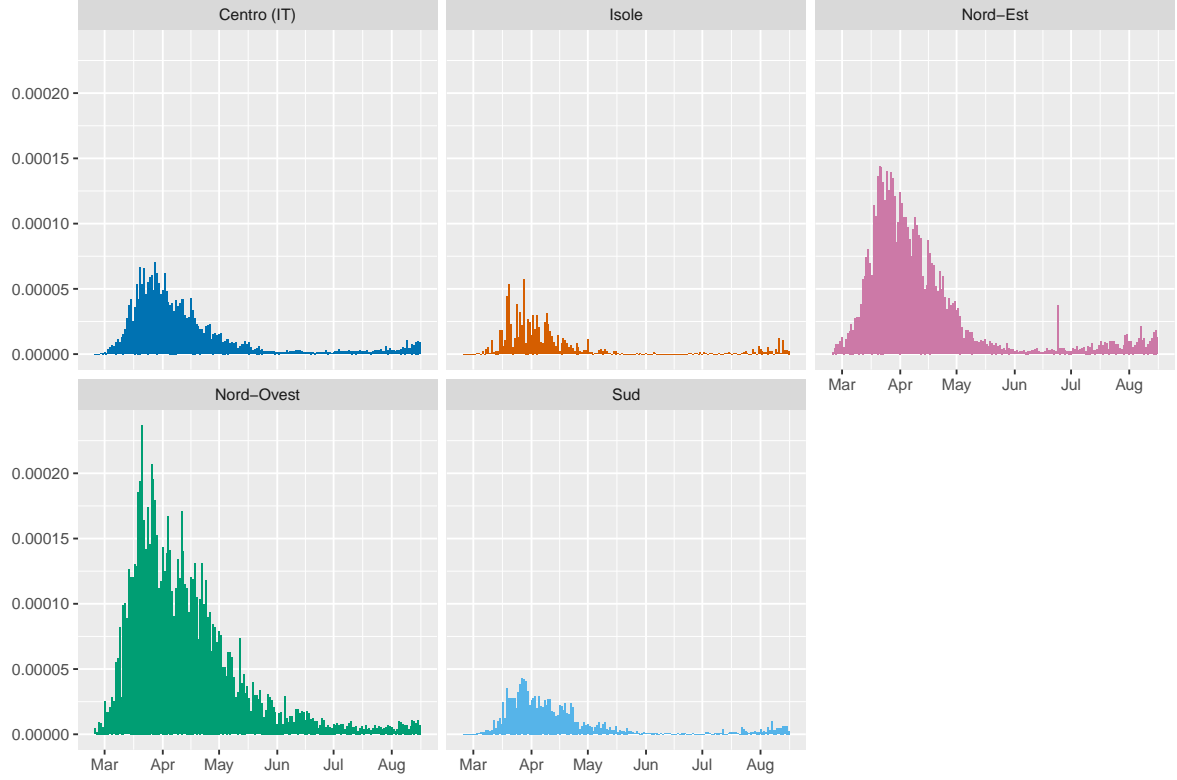 Centro (IT) Isole Nord−Est
0.00020
0.00015
0.00010
0.00005
0.00000
Mar Apr May Jun Jul Aug
Nord−Ovest Sud
0.00020
0.00015
0.00010
0.00005
0.00000
Mar Apr May Jun Jul Aug Mar Apr May Jun Jul Aug